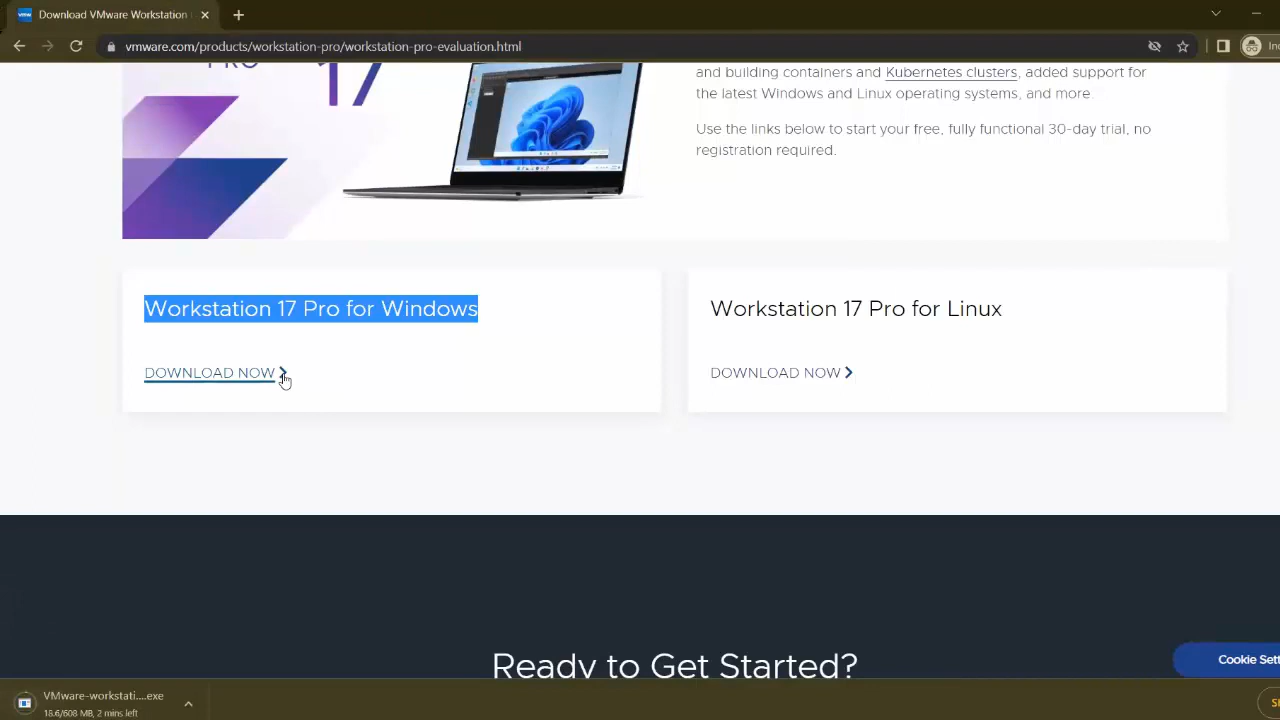 Download VMware Workstation
vmware.com/products/workstation-pro/workstation-pro-evaluation.html
PRO 17
and building containers and Kubernetes clusters, added support for
the latest Windows and Linux operating systems, and more.
Use the links below to start your free, fully functional 30-day trial, no
registration required.
Workstation 17 Pro for Windows
DOWNLOAD NOW
Workstation 17 Pro for Linux
DOWNLOAD NOW
Ready to Get Started?
Cookie Sett
VMware-workstati....exe
18.6/608 MB, 2 mins left